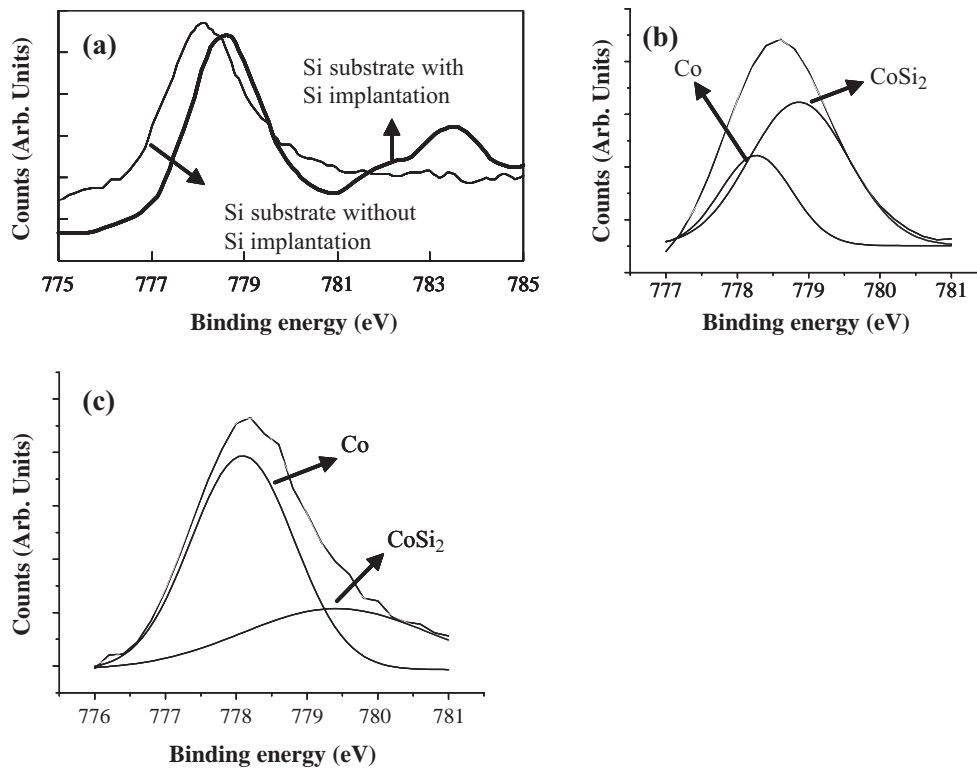 (a)
Si substrate with
Si implantation
Si substrate without
Si implantation
Counts (Arb. Units)
775 777 779 781 783 785
Binding energy (eV)
(b)
Co
CoSi2
Counts (Arb. Units)
777 778 779 780 781
Binding energy (eV)
(c)
Co
CoSi2
Counts (Arb. Units)
776 777 778 779 780 781
Binding energy (eV)